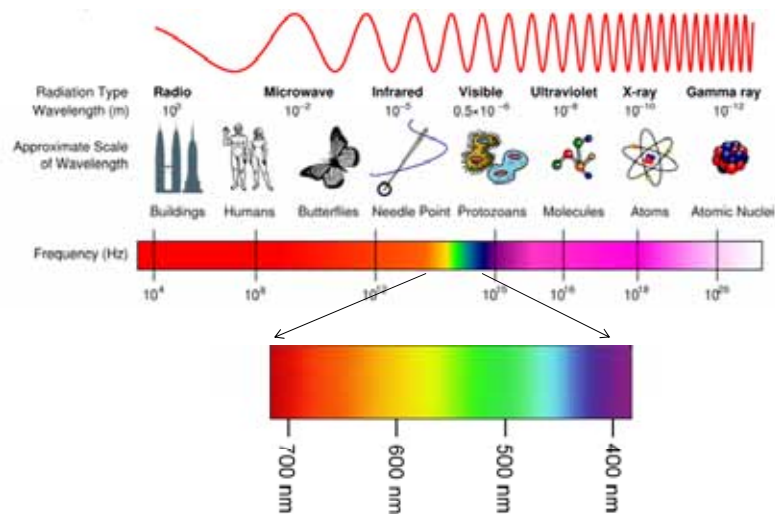 Radiation Type Radio Microwave Infrared Visible Ultraviolet X-ray Gamma ray
Wavelength (m) 10³ 10⁻² 10⁻⁵ 0.5×10⁻⁶ 10⁻⁸ 10⁻¹⁰ 10⁻¹²
Approximate Scale
of Wavelength
Buildings Humans Butterflies Needle Point Protozoans Molecules Atoms Atomic Nuclei
Frequency (Hz)
10⁴ 10⁸ 10¹² 10¹⁵ 10¹⁶ 10¹⁸ 10²⁰
700 nm 600 nm 500 nm 400 nm